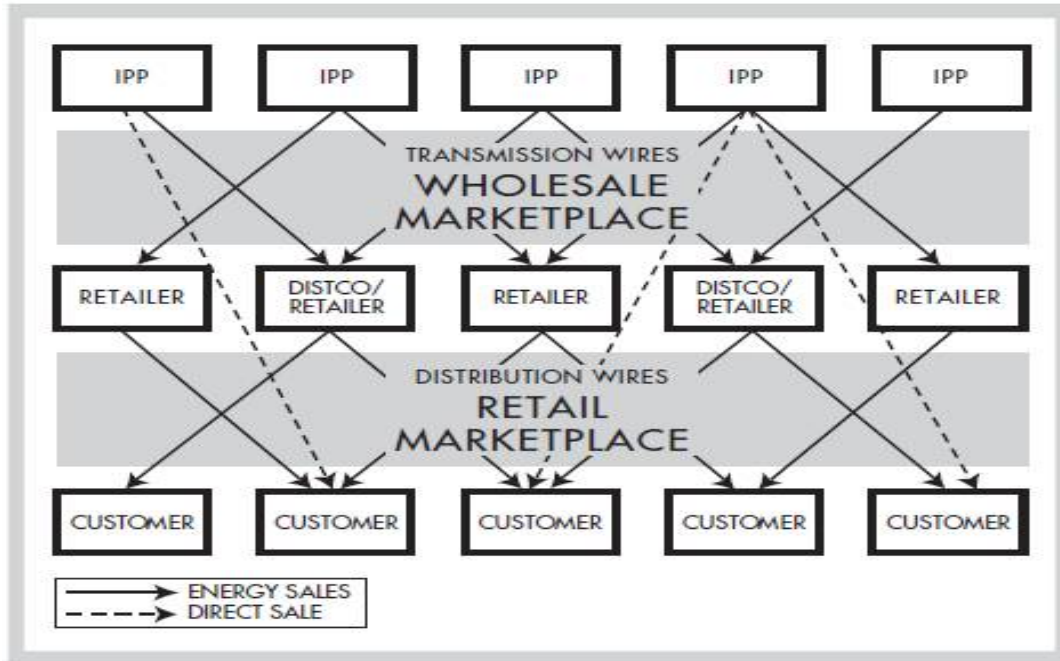 IPP
IPP
IPP
IPP
IPP
TRANSMISSION WIRES
WHOLESALE
MARKETPLACE
RETAILER
DISTCO/
RETAILER
RETAILER
DISTCO/
RETAILER
RETAILER
DISTRIBUTION WIRES
RETAIL
MARKETPLACE
CUSTOMER
CUSTOMER
CUSTOMER
CUSTOMER
CUSTOMER
ENERGY SALES
DIRECT SALE